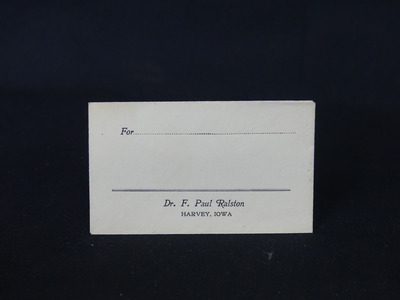 For
Dr. F. Paul Ralston
HARVEY, IOWA